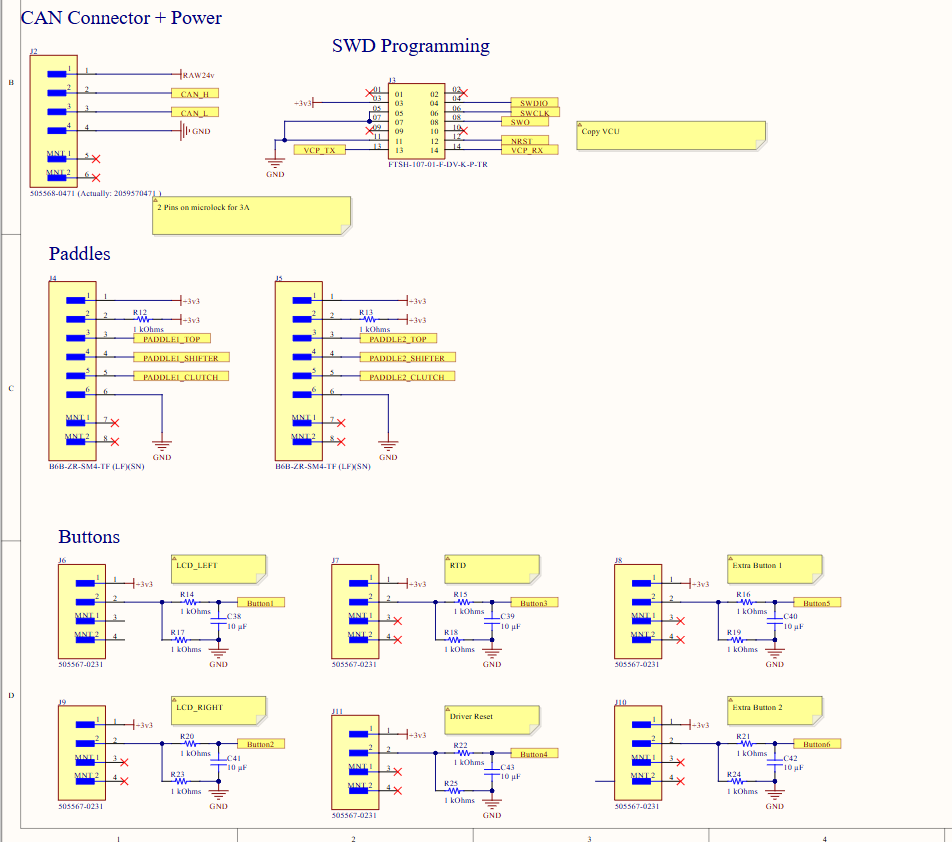 CAN Connector + Power
SWD Programming
B
J2
1 1 RAW24v
2 2 CAN_H
3 3 CAN_L
4 4 GND
MNT 1 5
MNT 2 6
505568-0471 (Actually: 2059570471 )
2 Pins on microlock for 3A
J3
01 01 02 02
+3v3 03 03 04 04 SWDIO
05 05 06 06 SWCLK
07 07 08 08 SWO
09 09 10 10
11 11 12 12 NRST
VCP_TX 13 13 14 14 VCP_RX
GND
FTSH-107-01-F-DV-K-P-TR
Copy VCU
Paddles
C
J4
1 1 +3v3
2 2 R12 1 kOhms +3v3
3 3 PADDLE1_TOP
4 4 PADDLE1_SHIFTER
5 5 PADDLE1_CLUTCH
6 6
MNT 1 7
MNT 2 8
GND
B6B-ZR-SM4-TF (LF)(SN)
J5
1 1 +3v3
2 2 R13 1 kOhms +3v3
3 3 PADDLE2_TOP
4 4 PADDLE2_SHIFTER
5 5 PADDLE2_CLUTCH
6 6
MNT 1 7
MNT 2 8
GND
B6B-ZR-SM4-TF (LF)(SN)
Buttons
D
J6
LCD_LEFT
1 1 +3v3
2 2 R14 1 kOhms Button1
MNT 1 3
MNT 2 4
R17 1 kOhms
C38
10 µF
GND
505567-0231
J7
RTD
1 1 +3v3
2 2 R15 1 kOhms Button3
MNT 1 3
MNT 2 4
R18 1 kOhms
C39
10 µF
GND
505567-0231
J8
Extra Button 1
1 1 +3v3
2 2 R16 1 kOhms Button5
MNT 1 3
MNT 2 4
R19 1 kOhms
C40
10 µF
GND
505567-0231
J9
LCD_RIGHT
1 1 +3v3
2 2 R20 1 kOhms Button2
MNT 1 3
MNT 2 4
R23 1 kOhms
C41
10 µF
GND
505567-0231
J11
Driver Reset
1 1 +3v3
2 2 R22 1 kOhms Button4
MNT 1 3
MNT 2 4
R25 1 kOhms
C43
10 µF
GND
505567-0231
J10
Extra Button 2
1 1 +3v3
2 2 R21 1 kOhms Button6
MNT 1 3
MNT 2 4
R24 1 kOhms
C42
10 µF
GND
505567-0231
1 2 3 4